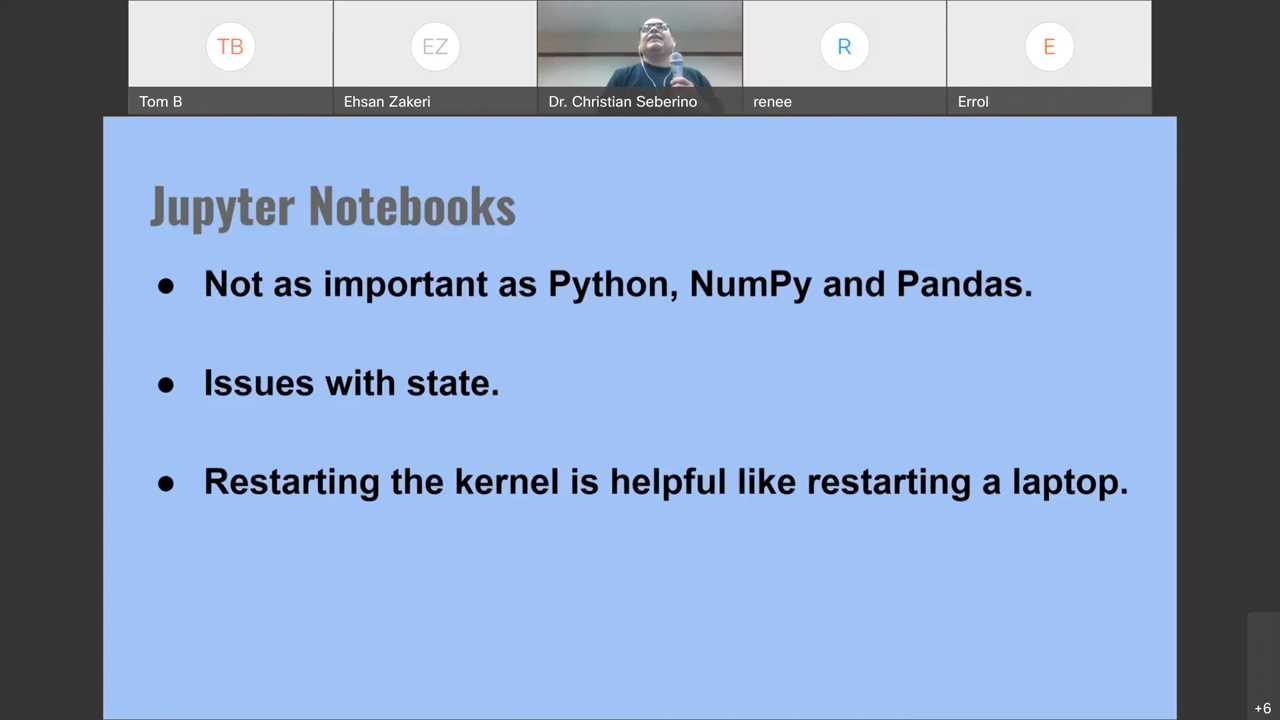 TB
EZ
R
E
Tom B
Ehsan Zakeri
Dr. Christian Seberino
renee
Errol
Jupyter Notebooks
● Not as important as Python, NumPy and Pandas.
● Issues with state.
● Restarting the kernel is helpful like restarting a laptop.
+6